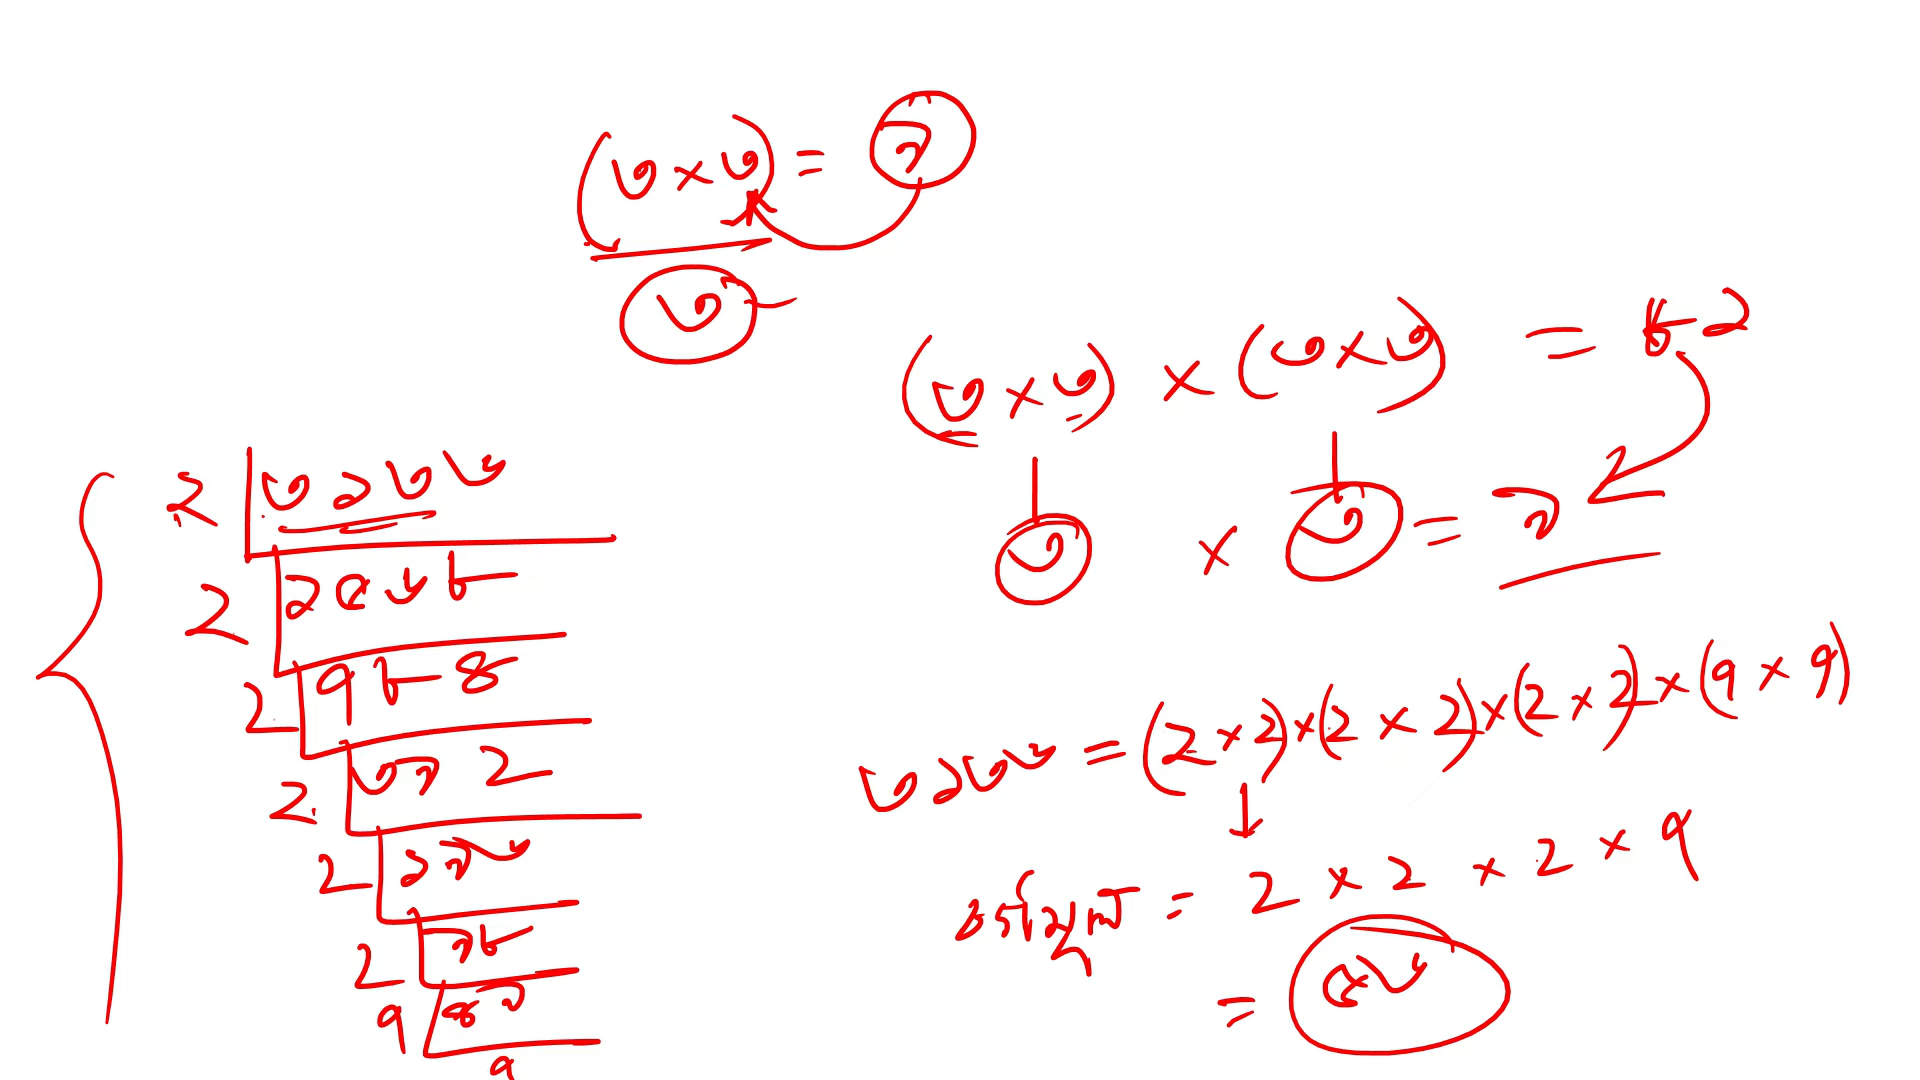 (৩ × ৩) = ৯
৩
(৩ × ৩) × (৩ × ৩) = ৮১
৩ × ৩ = ৯
২ | ৩১৩৬
২ | ১৫৬৮
২ | ৭৮৪
২ | ৩৯২
২ | ১৯৬
২ | ৯৮
৭ | ৪৯
৭
৩১৩৬ = (২ × ২) × (২ × ২) × (২ × ২) × (৭ × ৭)
বর্গমূল = ২ × ২ × ২ × ৭
= ৫৬